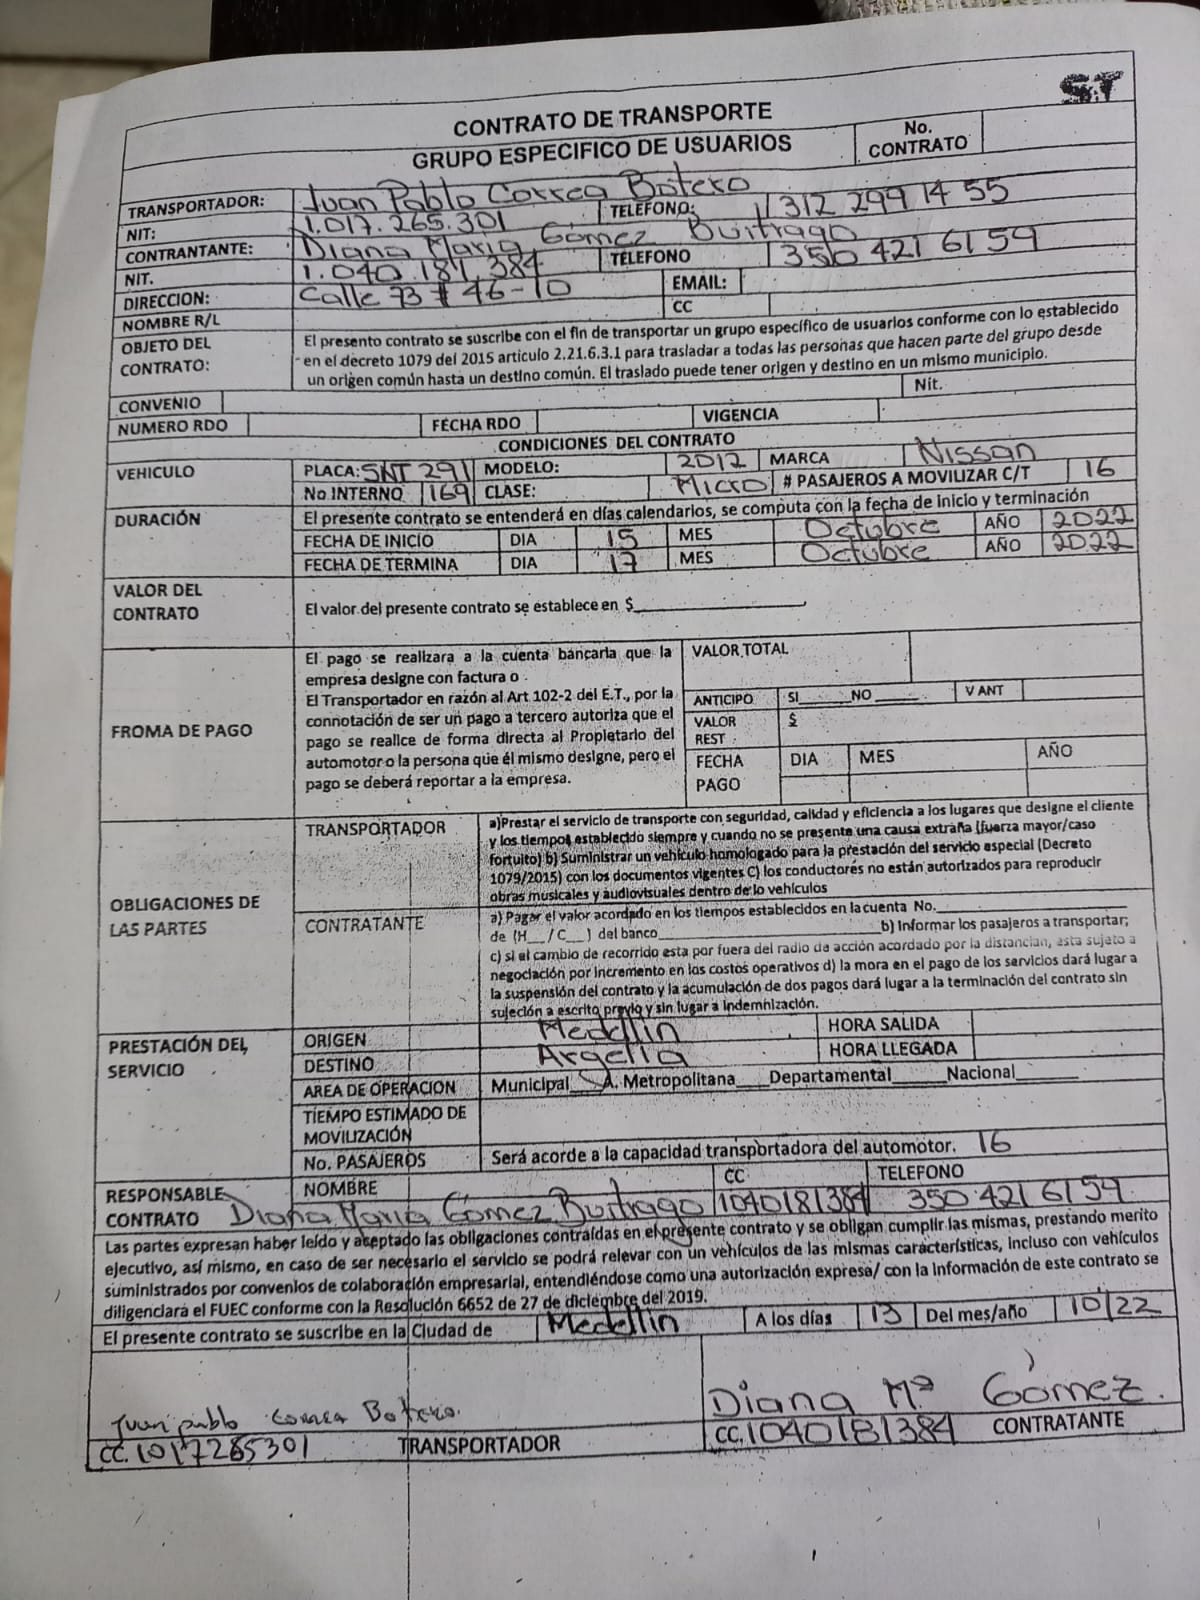 ST
CONTRATO DE TRANSPORTE
GRUPO ESPECIFICO DE USUARIOS
No. CONTRATO
TRANSPORTADOR: Juan Pablo Correa Botero
NIT: 1.017.265.301 TELEFONO: 312 299 14 55
CONTRANTANTE: Diana Maria Gómez Buitrago
NIT. 1.040.181.384 TELEFONO 350 421 61 59
DIRECCION: Calle 73 # 46-10 EMAIL:
NOMBRE R/L CC
OBJETO DEL CONTRATO:
El presento contrato se suscribe con el fin de transportar un grupo específico de usuarios conforme con lo establecido
en el decreto 1079 del 2015 articulo 2.21.6.3.1 para trasladar a todas las personas que hacen parte del grupo desde
un origen común hasta un destino común. El traslado puede tener origen y destino en un mismo municipio.
CONVENIO Nit.
NUMERO RDO FECHA RDO VIGENCIA
CONDICIONES DEL CONTRATO
VEHICULO PLACA: SNT 291 MODELO: 2012 MARCA Nissan
No INTERNO 169 CLASE: Micro # PASAJEROS A MOVILIZAR C/T 16
DURACIÓN El presente contrato se entenderá en días calendarios, se computa con la fecha de inicio y terminación
FECHA DE INICIO DIA 15 MES Octubre AÑO 2022
FECHA DE TERMINA DIA 17 MES Octubre AÑO 2022
VALOR DEL CONTRATO El valor del presente contrato se establece en $
FROMA DE PAGO
El pago se realizara a la cuenta bancaria que la
empresa designe con factura o
El Transportador en razón al Art 102-2 del E.T., por la
connotación de ser un pago a tercero autoriza que el
pago se realice de forma directa al Propietario del
automotor o la persona que él mismo designe, pero el
pago se deberá reportar a la empresa.
VALOR TOTAL
ANTICIPO SI NO V ANT
VALOR REST $
FECHA PAGO DIA MES AÑO
OBLIGACIONES DE LAS PARTES
TRANSPORTADOR
a)Prestar el servicio de transporte con seguridad, calidad y eficiencia a los lugares que designe el cliente
y los tiempos establecido siempre y cuando no se presente una causa extraña (fuerza mayor/caso
fortuito) b) Suministrar un vehículo homologado para la prestación del servicio especial (Decreto
1079/2015) con los documentos vigentes C) los conductores no están autorizados para reproducir
obras musicales y audiovisuales dentro de lo vehículos
CONTRATANTE
a) Pagar el valor acordado en los tiempos establecidos en la cuenta No.
de (H__/C__) del banco b) Informar los pasajeros a transportar;
c) si el cambio de recorrido esta por fuera del radio de acción acordado por la distancian, esta sujeto a
negociación por incremento en los costos operativos d) la mora en el pago de los servicios dará lugar a
la suspensión del contrato y la acumulación de dos pagos dará lugar a la terminación del contrato sin
sujeción a escrito previo y sin lugar a indemnización.
PRESTACIÓN DEL SERVICIO
ORIGEN Medellin HORA SALIDA
DESTINO Argelia HORA LLEGADA
AREA DE OPERACION Municipal A. Metropolitana Departamental Nacional
TIEMPO ESTIMADO DE
MOVILIZACIÓN
No. PASAJEROS Será acorde a la capacidad transportadora del automotor. 16
RESPONSABLE NOMBRE CC TELEFONO
CONTRATO Diana Maria Gómez Buitrago 1040181384 350 421 61 59
Las partes expresan haber leído y aceptado las obligaciones contraídas en el presente contrato y se obligan cumplir las mismas, prestando merito
ejecutivo, así mismo, en caso de ser necesario el servicio se podrá relevar con un vehículos de las mismas características, incluso con vehículos
suministrados por convenios de colaboración empresarial, entendiéndose como una autorización expresa/ con la información de este contrato se
diligenciará el FUEC conforme con la Resolución 6652 de 27 de diciembre del 2019.
El presente contrato se suscribe en la Ciudad de Medellin A los días 13 Del mes/año 10/22
Juan pablo Correa Botero.
CC. 1017265301 TRANSPORTADOR
Diana Mª Gómez.
CC. 1040181384 CONTRATANTE